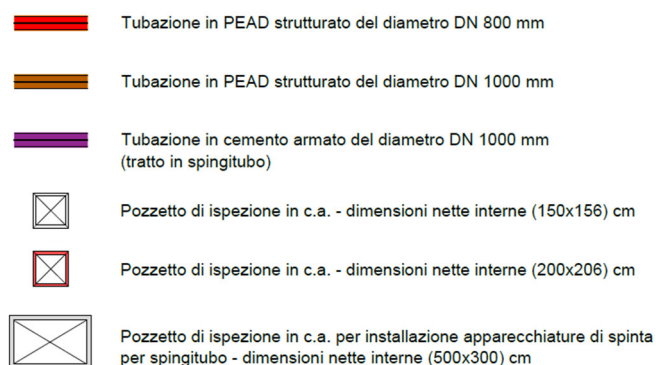 Tubazione in PEAD strutturato del diametro DN 800 mm
Tubazione in PEAD strutturato del diametro DN 1000 mm
Tubazione in cemento armato del diametro DN 1000 mm
(tratto in spingitubo)
Pozzetto di ispezione in c.a. - dimensioni nette interne (150x156) cm
Pozzetto di ispezione in c.a. - dimensioni nette interne (200x206) cm
Pozzetto di ispezione in c.a. per installazione apparecchiature di spinta
per spingitubo - dimensioni nette interne (500x300) cm